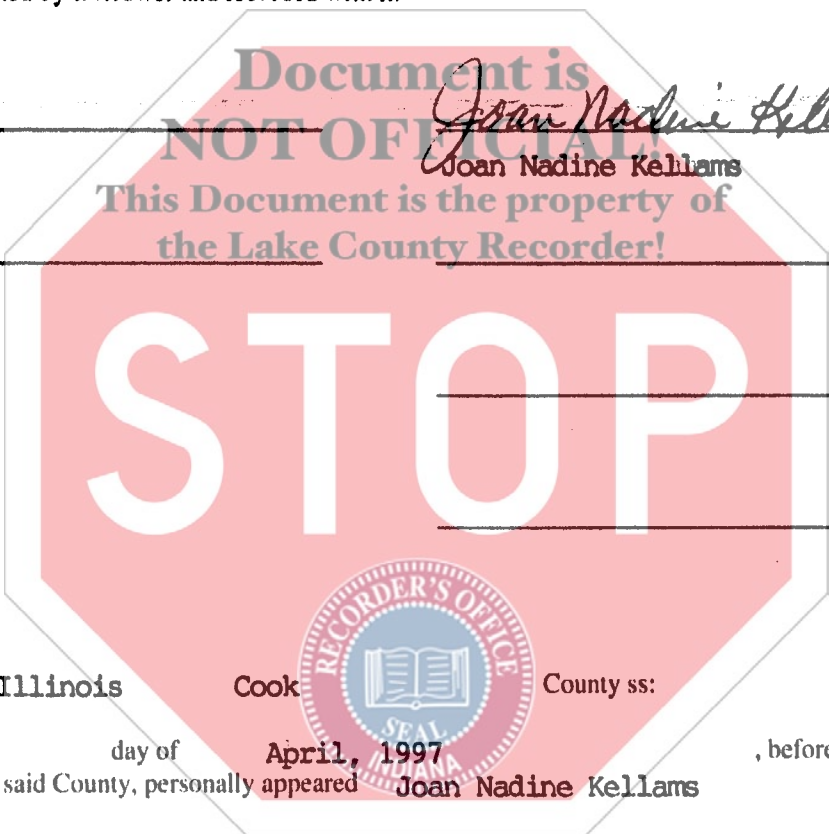 Document is
NOT OFFICIAL!
This Document is the property of
the Lake County Recorder!
Joan Nadine
Joan Nadine Kellams
STOP
RECORDER'S OFFICE
SEAL
INDIANA
Illinois Cook County ss:
day of April, 1997 , before
said County, personally appeared Joan Nadine Kellams